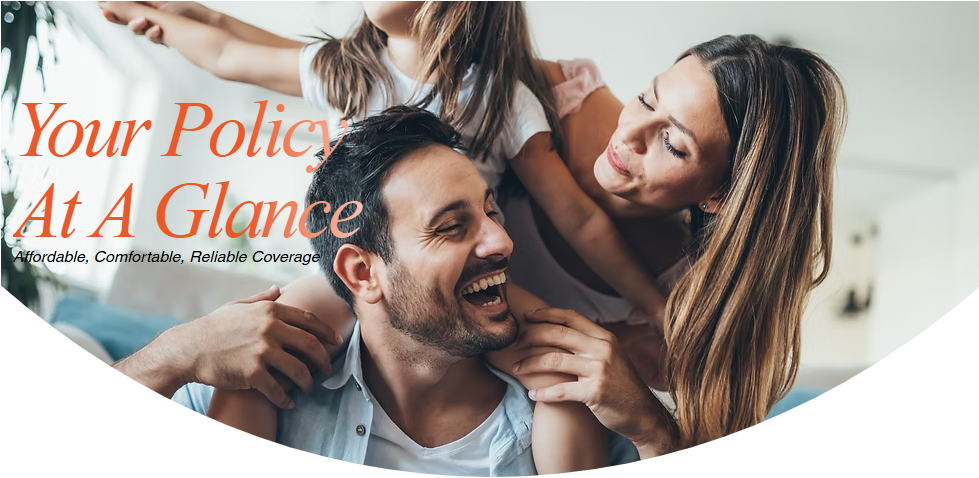 Your Policy
At A Glance
Affordable, Comfortable, Reliable Coverage